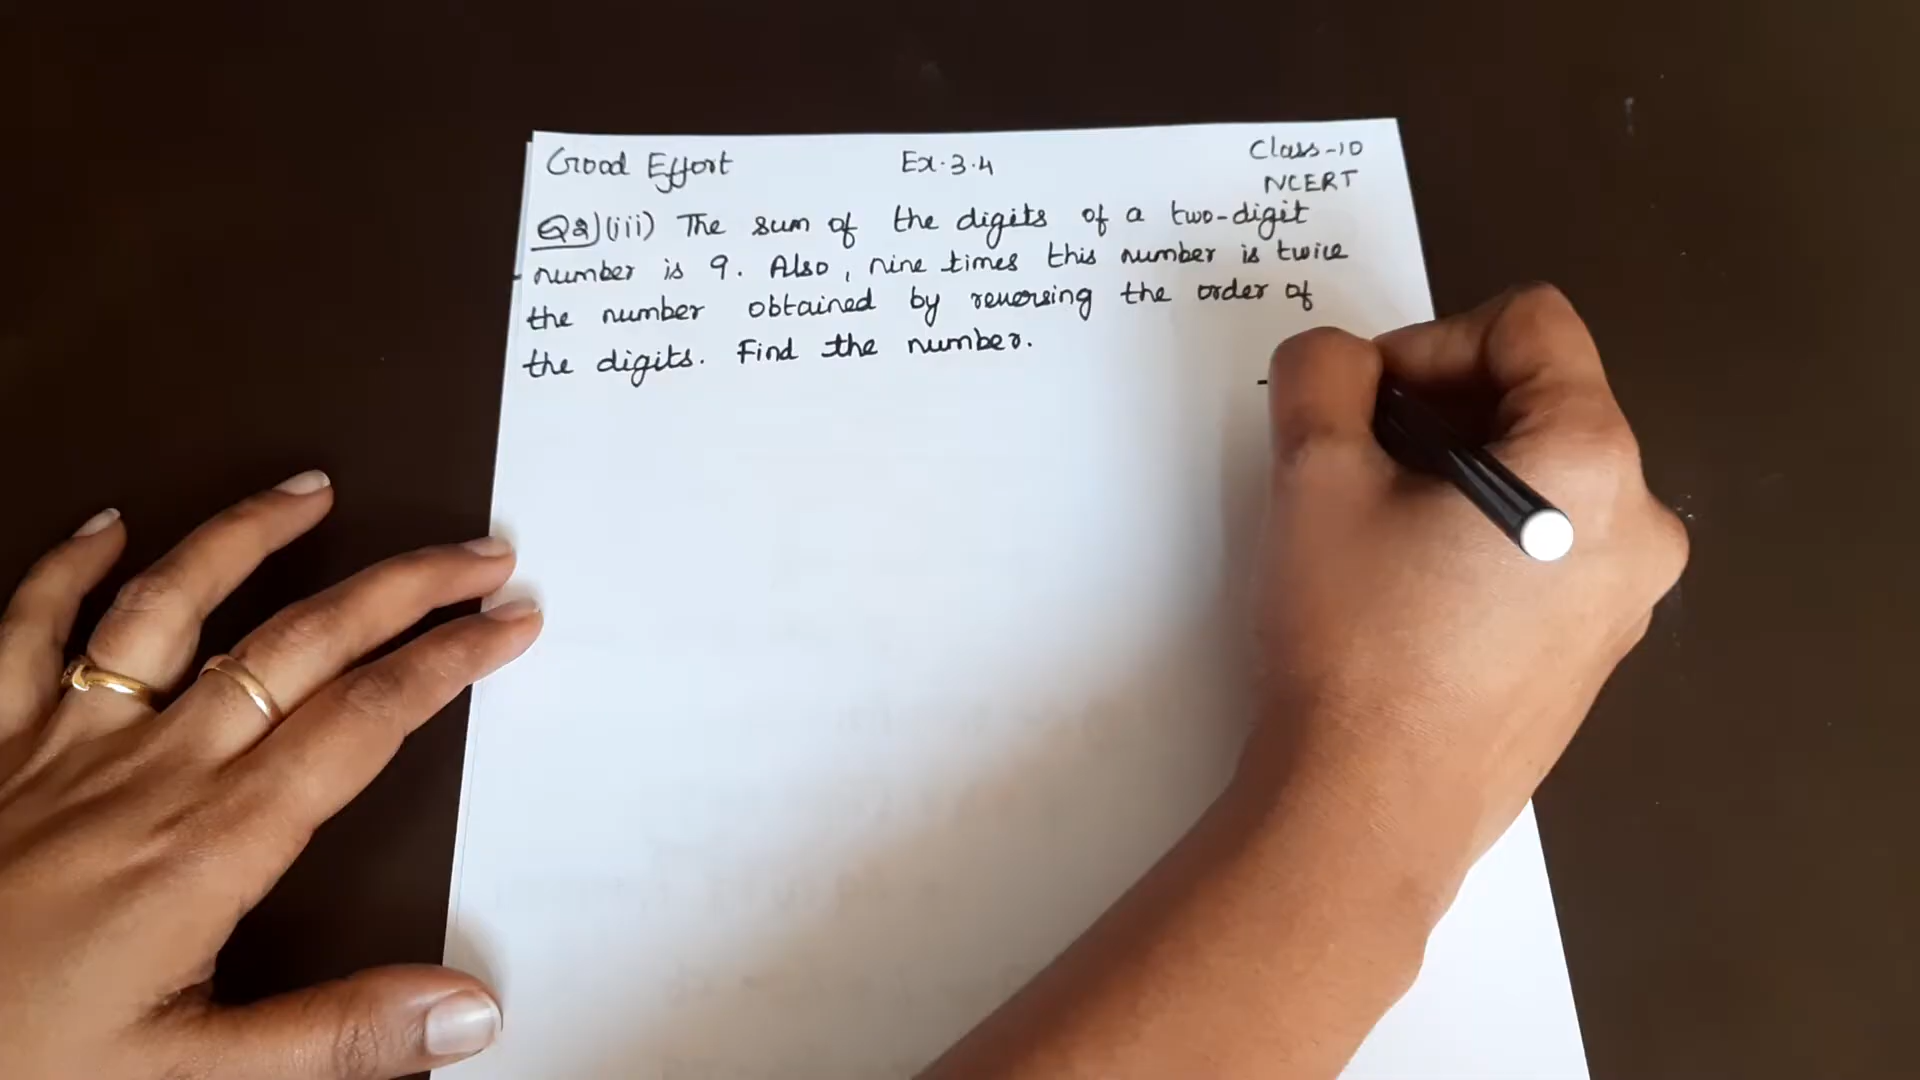 Good Effort Ex. 3.4 Class-10
NCERT
Q2)(iii) The sum of the digits of a two-digit
number is 9. Also, nine times this number is twice
the number obtained by reversing the order of
the digits. Find the number.